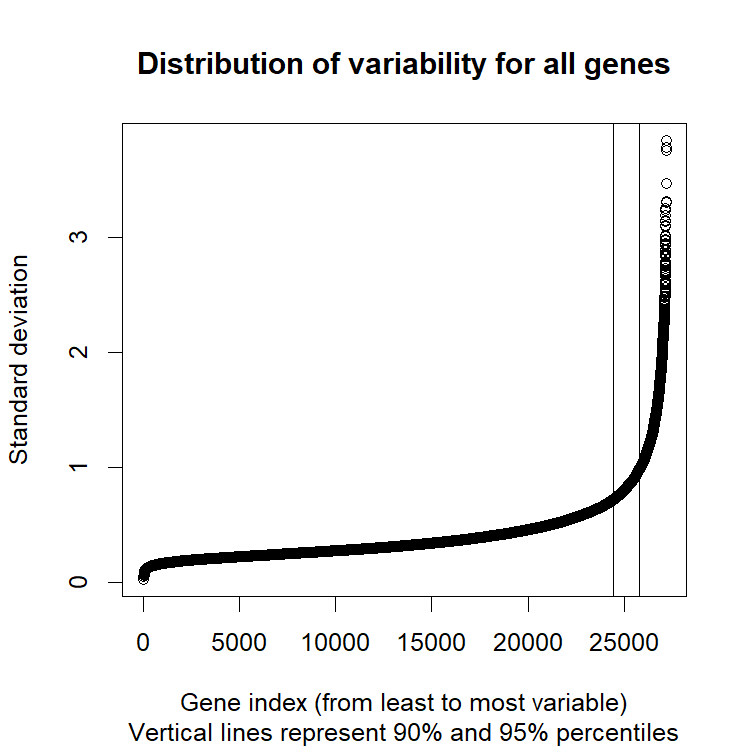 Distribution of variability for all genes
Standard deviation
3
2
1
0
0 5000 10000 15000 20000 25000
Gene index (from least to most variable)
Vertical lines represent 90% and 95% percentiles